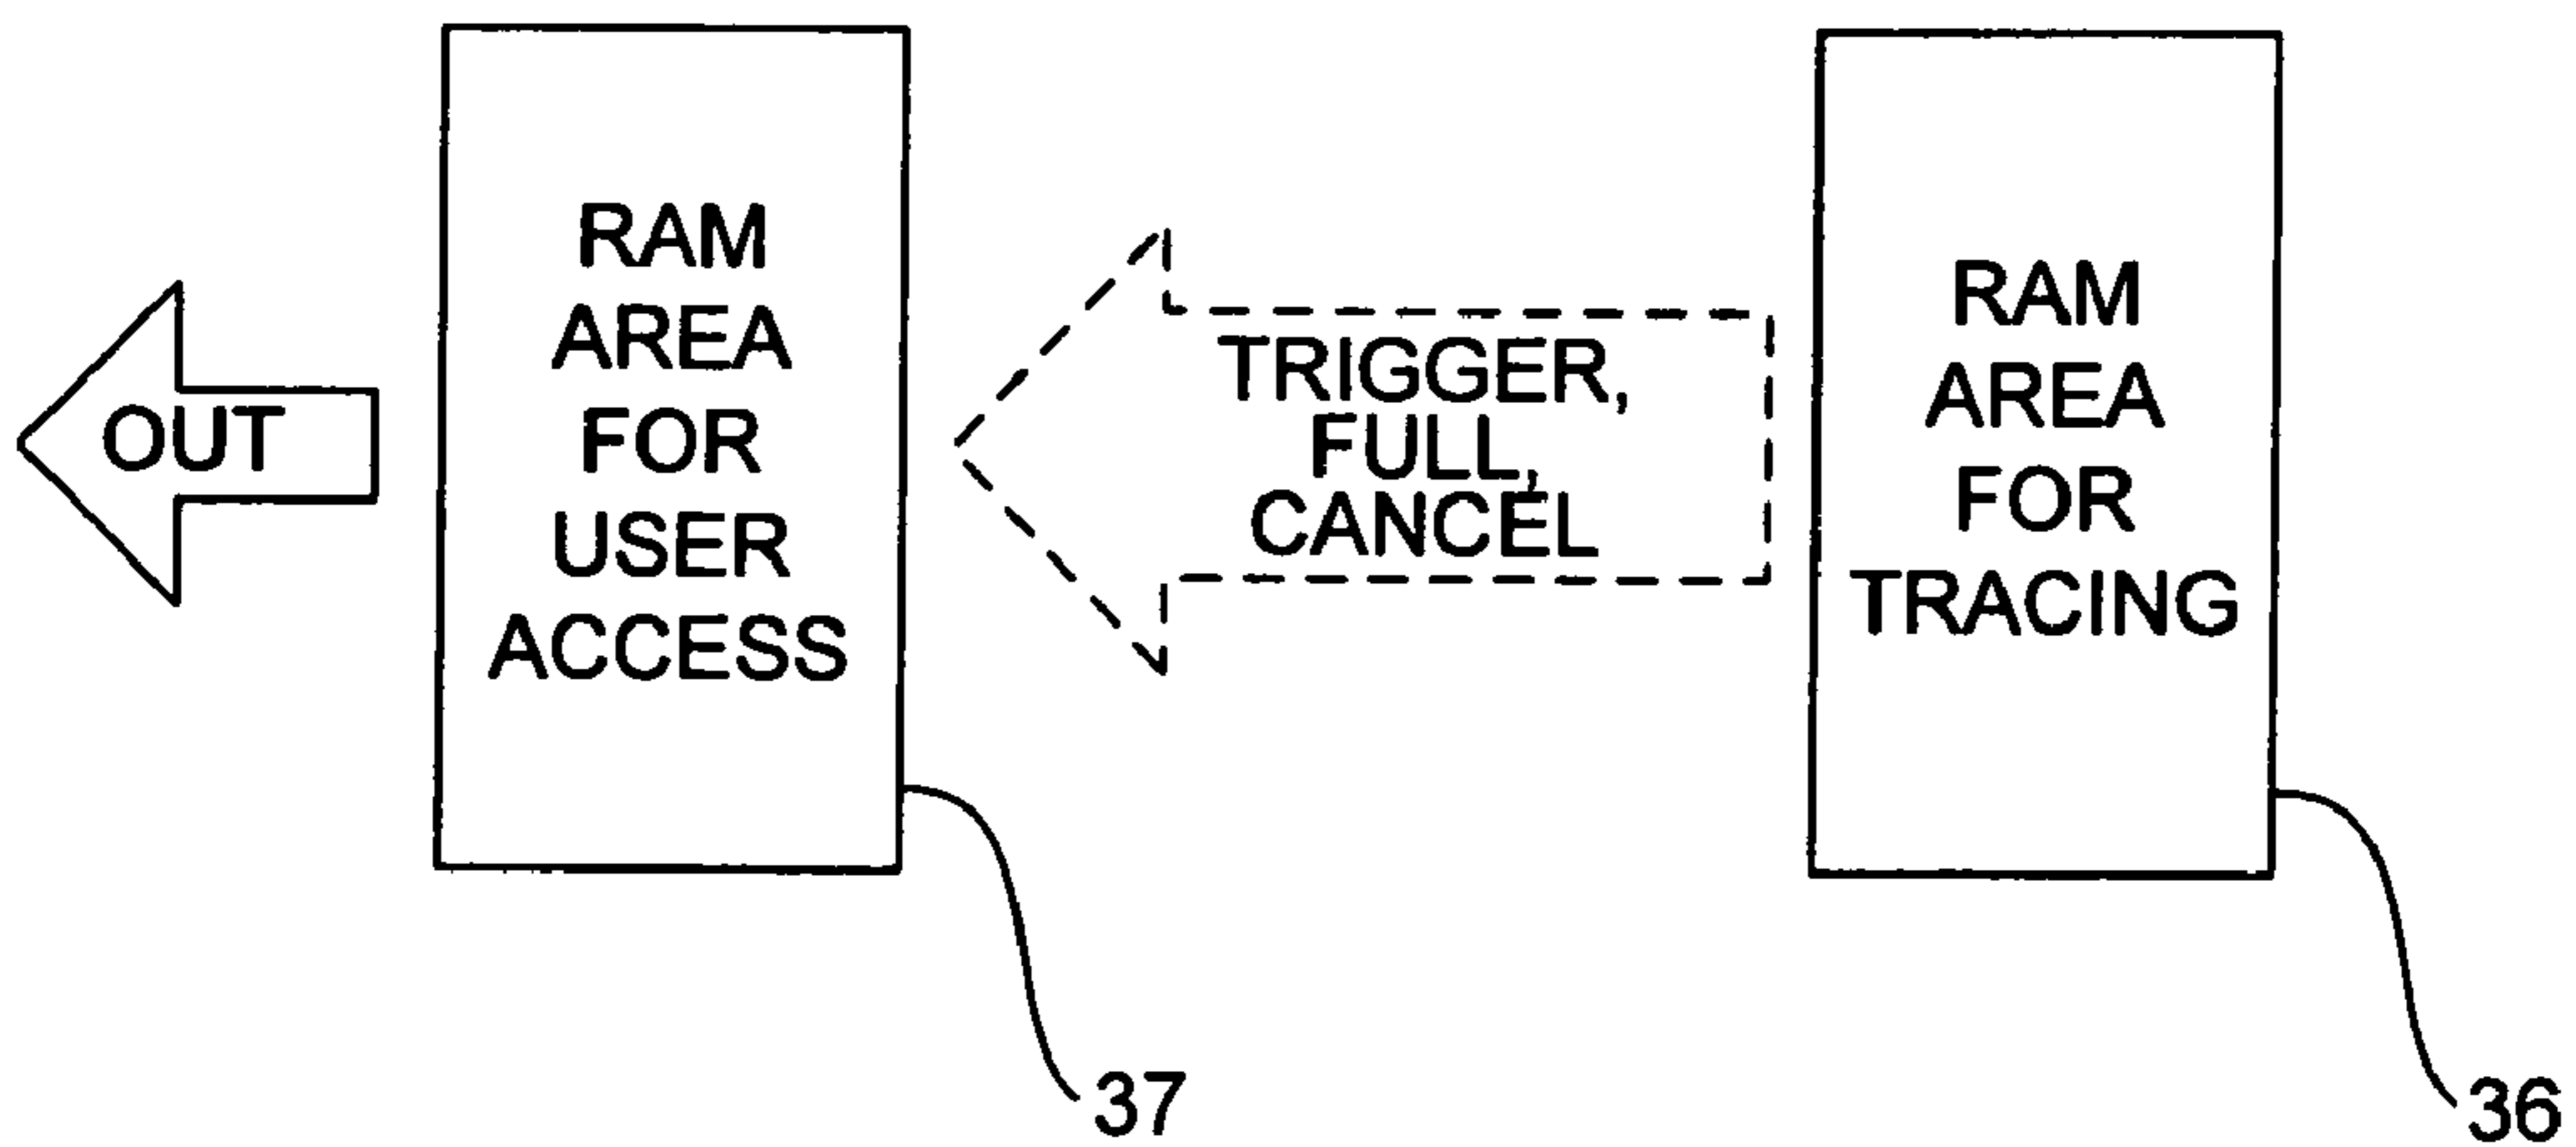 OUT
RAM
AREA
FOR
USER
ACCESS
TRIGGER,
FULL,
CANCEL
RAM
AREA
FOR
TRACING
37
36